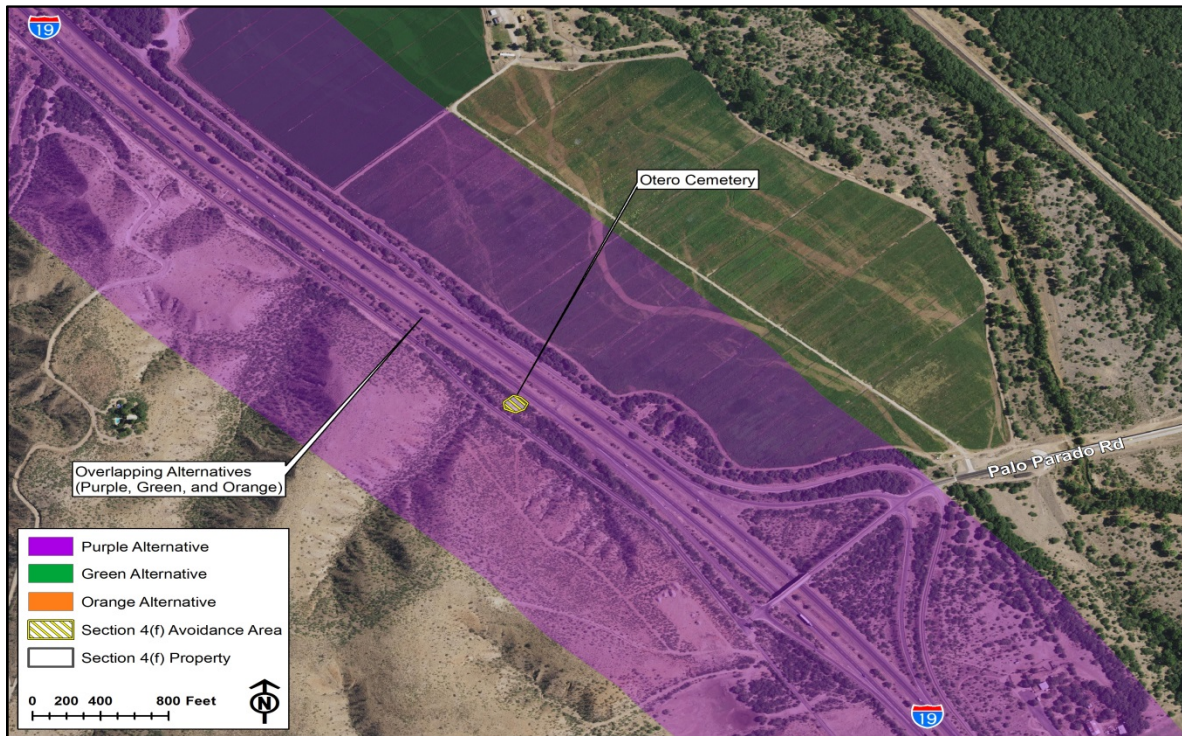 19
Otero Cemetery
Overlapping Alternatives
(Purple, Green, and Orange)
Palo Parado Rd
Purple Alternative
Green Alternative
Orange Alternative
Section 4(f) Avoidance Area
Section 4(f) Property
0 200 400 800 Feet
N
19